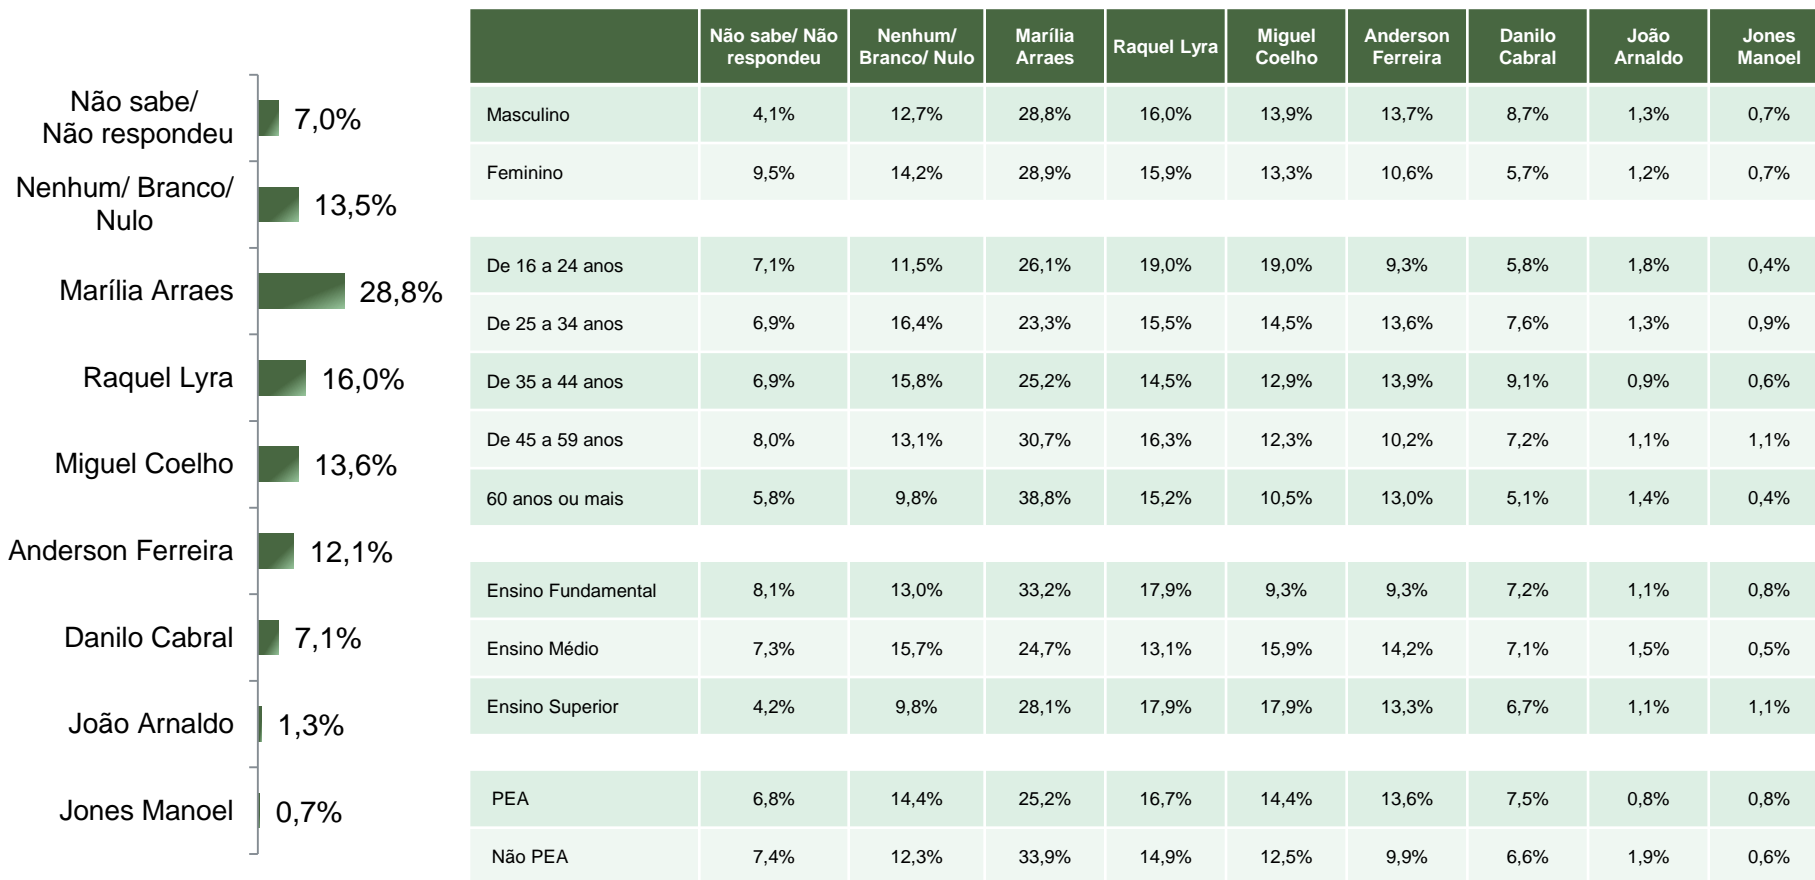 Não sabe/
Não respondeu
7,0%
Nenhum/ Branco/
Nulo
13,5%
Marília Arraes
28,8%
Raquel Lyra
16,0%
Miguel Coelho
13,6%
Anderson Ferreira
12,1%
Danilo Cabral
7,1%
João Arnaldo
1,3%
Jones Manoel
0,7%
Não sabe/ Não respondeu Nenhum/ Branco/ Nulo Marília Arraes Raquel Lyra Miguel Coelho Anderson Ferreira Danilo Cabral João Arnaldo Jones Manoel
Masculino 4,1% 12,7% 28,8% 16,0% 13,9% 13,7% 8,7% 1,3% 0,7%
Feminino 9,5% 14,2% 28,9% 15,9% 13,3% 10,6% 5,7% 1,2% 0,7%
De 16 a 24 anos 7,1% 11,5% 26,1% 19,0% 19,0% 9,3% 5,8% 1,8% 0,4%
De 25 a 34 anos 6,9% 16,4% 23,3% 15,5% 14,5% 13,6% 7,6% 1,3% 0,9%
De 35 a 44 anos 6,9% 15,8% 25,2% 14,5% 12,9% 13,9% 9,1% 0,9% 0,6%
De 45 a 59 anos 8,0% 13,1% 30,7% 16,3% 12,3% 10,2% 7,2% 1,1% 1,1%
60 anos ou mais 5,8% 9,8% 38,8% 15,2% 10,5% 13,0% 5,1% 1,4% 0,4%
Ensino Fundamental 8,1% 13,0% 33,2% 17,9% 9,3% 9,3% 7,2% 1,1% 0,8%
Ensino Médio 7,3% 15,7% 24,7% 13,1% 15,9% 14,2% 7,1% 1,5% 0,5%
Ensino Superior 4,2% 9,8% 28,1% 17,9% 17,9% 13,3% 6,7% 1,1% 1,1%
PEA 6,8% 14,4% 25,2% 16,7% 14,4% 13,6% 7,5% 0,8% 0,8%
Não PEA 7,4% 12,3% 33,9% 14,9% 12,5% 9,9% 6,6% 1,9% 0,6%